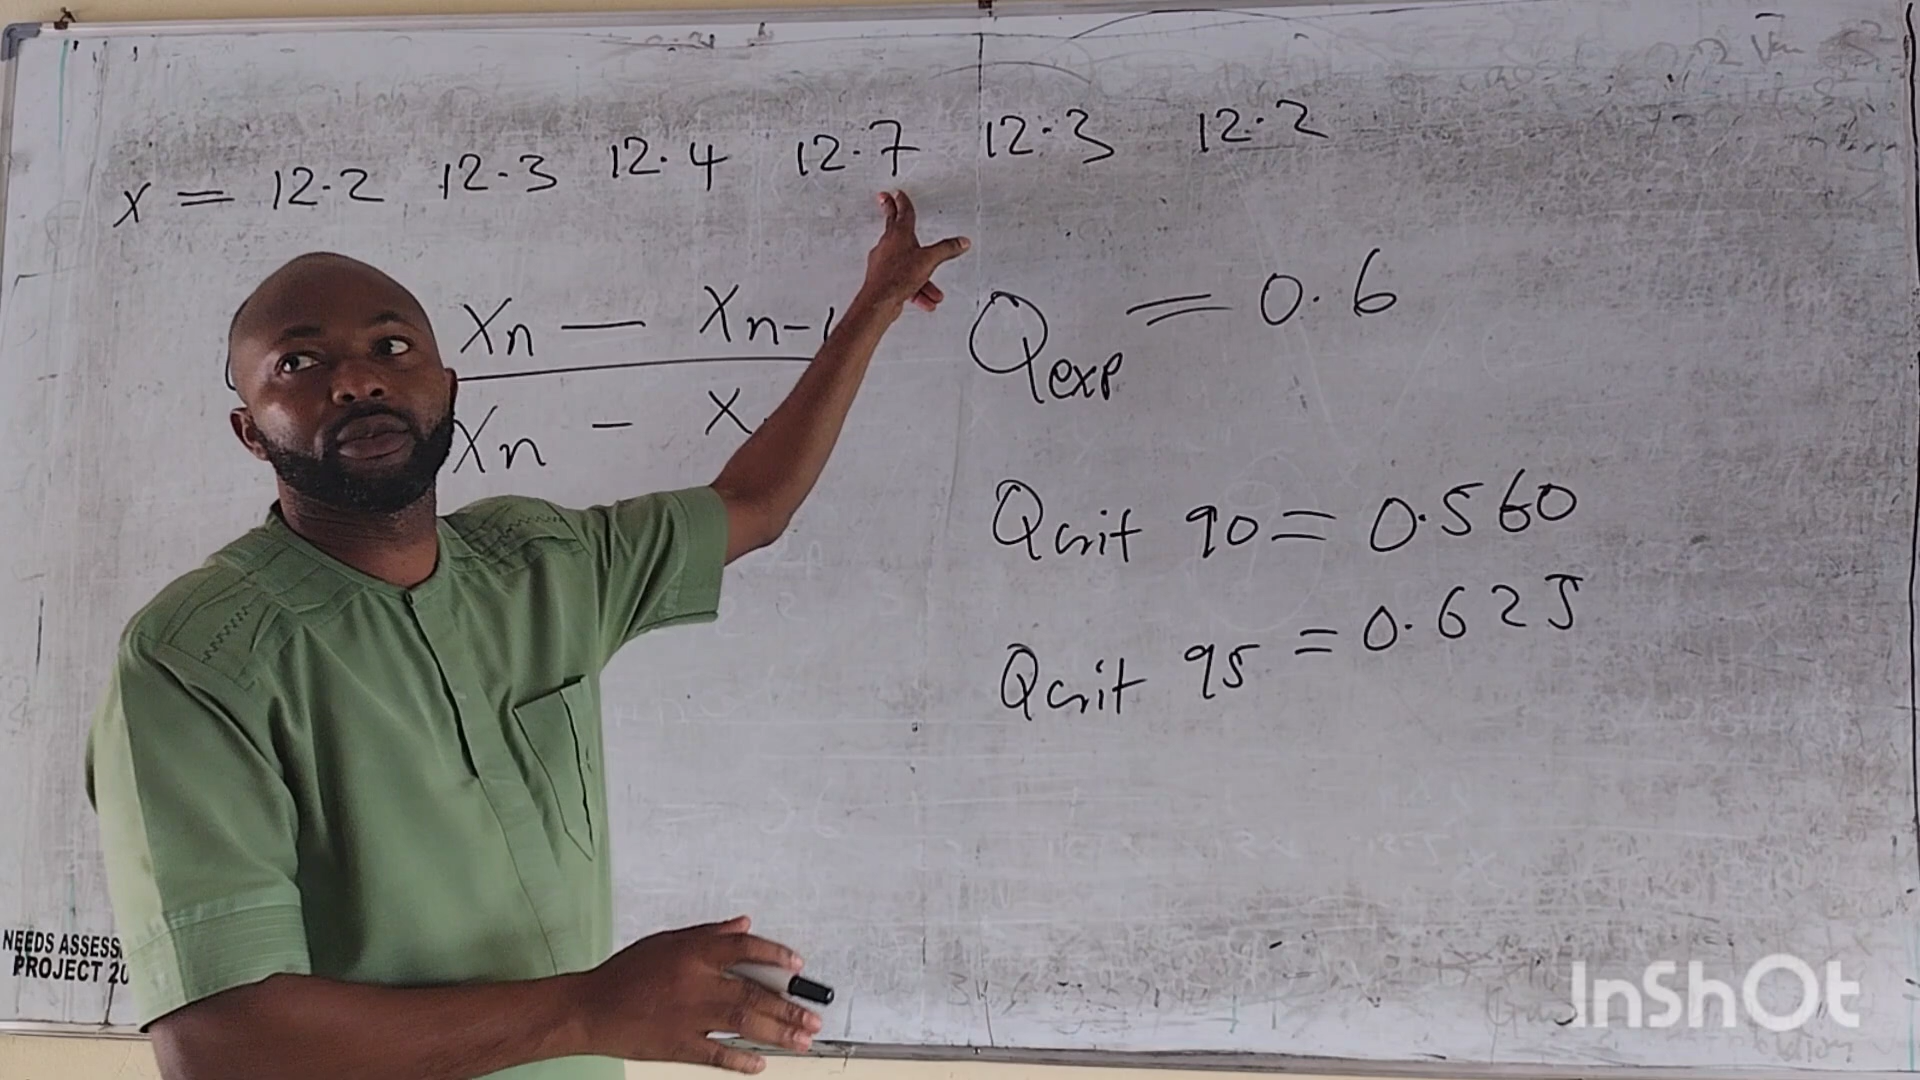 x = 12.2 12.3 12.4 12.7 12.3 12.2
Xn — Xn-1
Xn - X
Qexp = 0.6
Qcrit 90 = 0.560
Qcrit 95 = 0.625
NEEDS ASSESS
PROJECT 20
InShOt